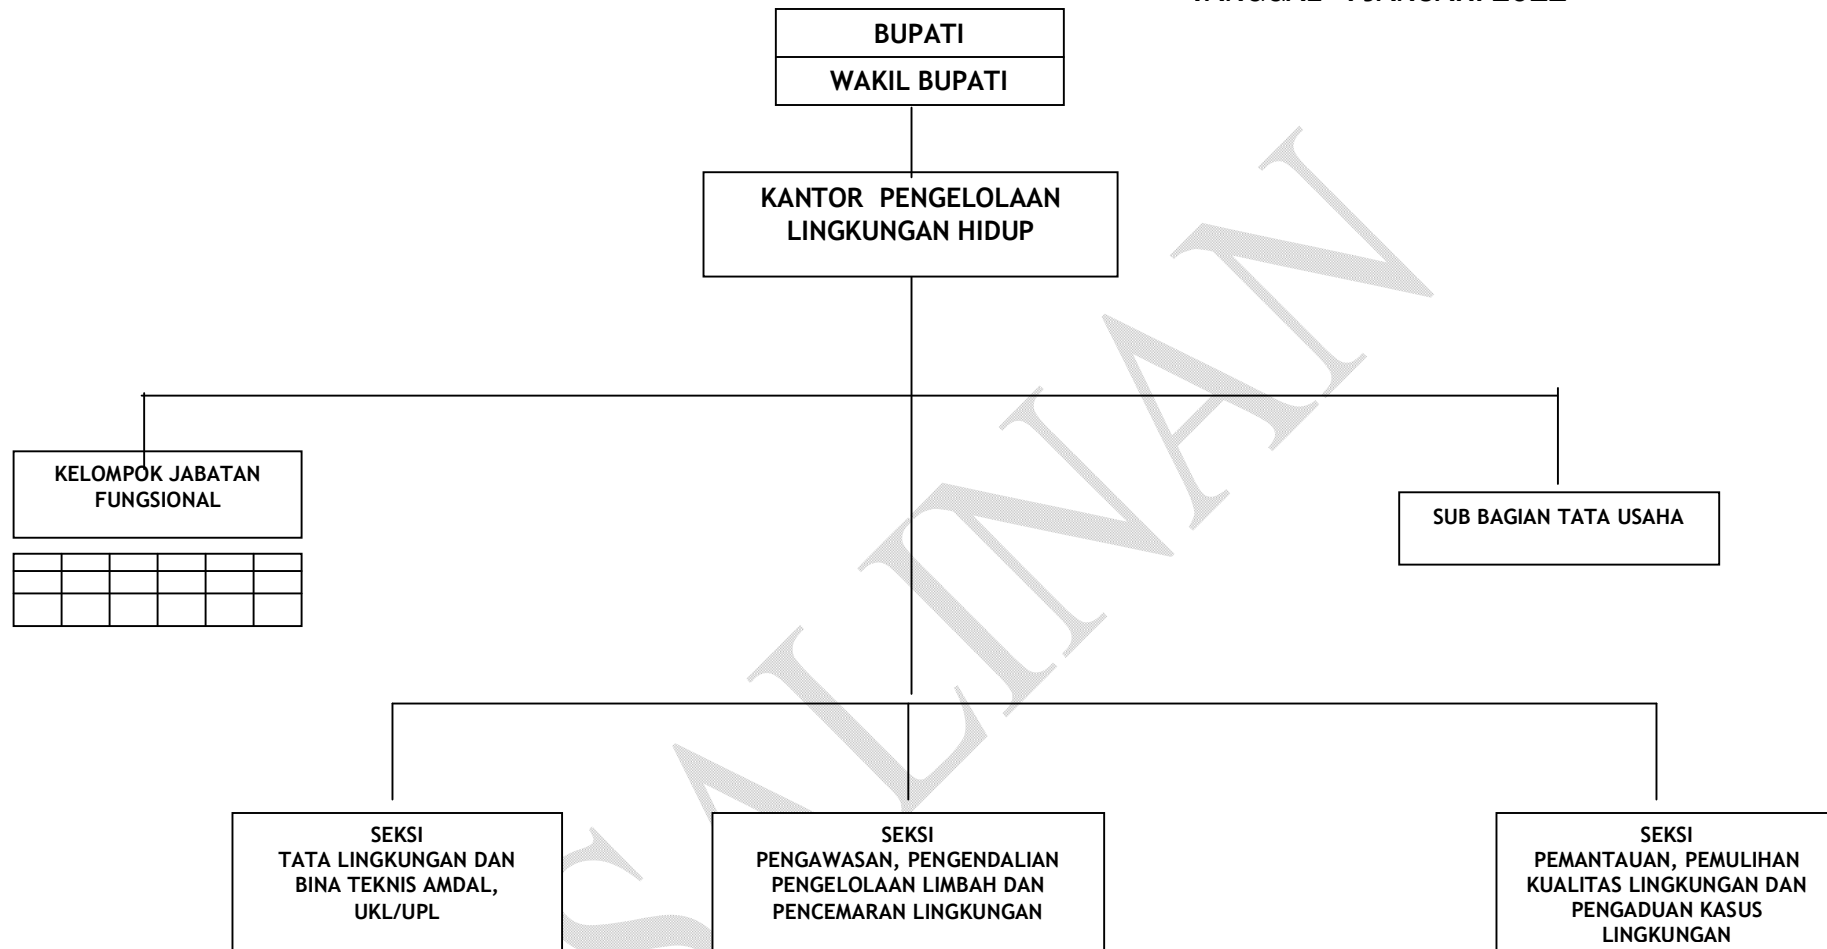 BUPATI
WAKIL BUPATI
KANTOR PENGELOLAAN
LINGKUNGAN HIDUP
KELOMPOK JABATAN
FUNGSIONAL
SUB BAGIAN TATA USAHA
SEKSI
TATA LINGKUNGAN DAN
BINA TEKNIS AMDAL,
UKL/UPL
SEKSI
PENGAWASAN, PENGENDALIAN
PENGELOLAAN LIMBAH DAN
PENCEMARAN LINGKUNGAN
SEKSI
PEMANTAUAN, PEMULIHAN
KUALITAS LINGKUNGAN DAN
PENGADUAN KASUS
LINGKUNGAN
SALINAN